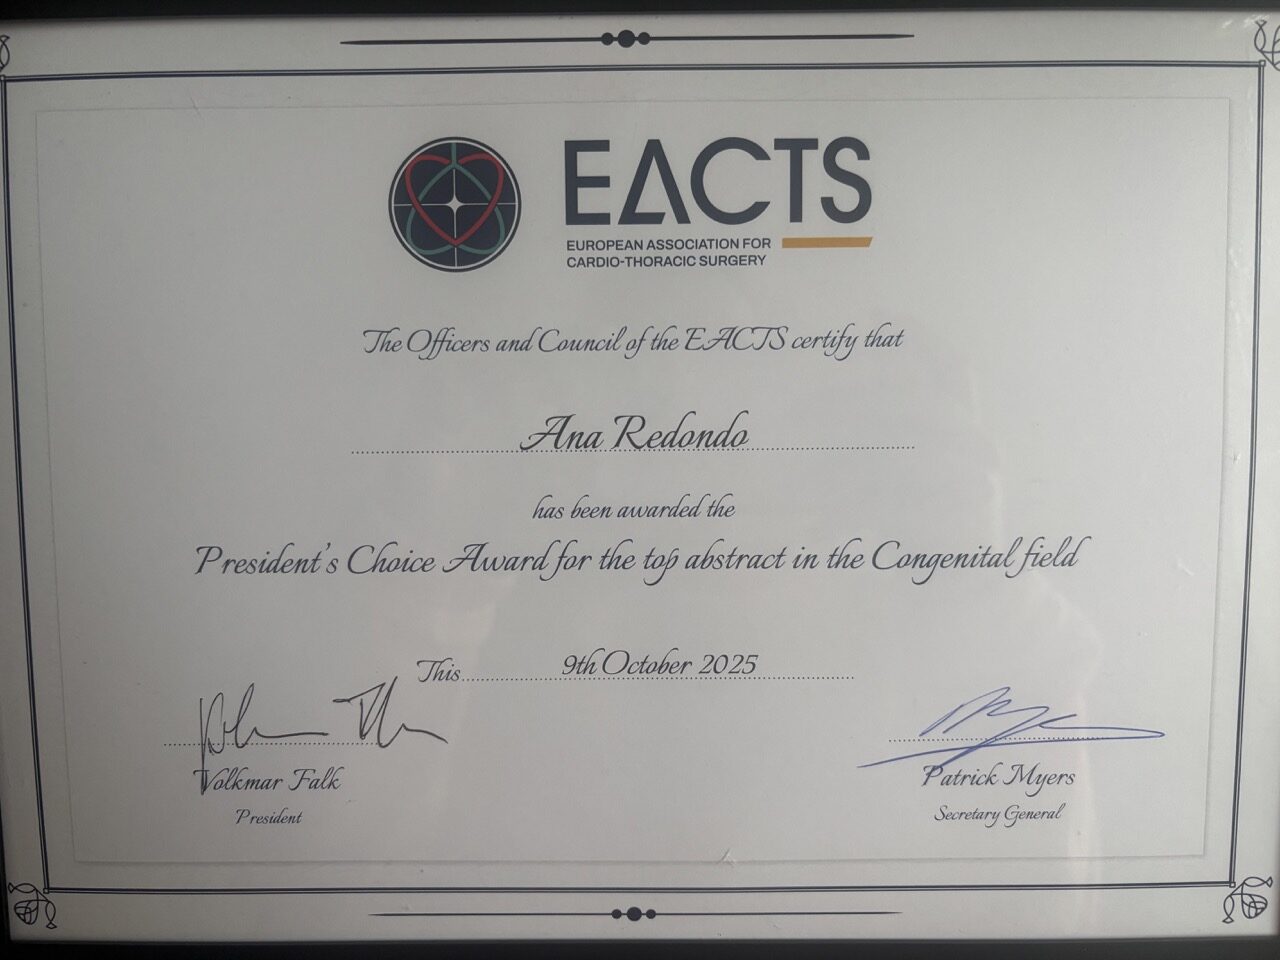 EACTS
EUROPEAN ASSOCIATION FOR
CARDIO-THORACIC SURGERY
The Officers and Council of the EACTS certify that
Ana Redondo
has been awarded the
President's Choice Award for the top abstract in the Congenital field
This 9th October 2025
Volkmar Falk
President
Patrick Myers
Secretary General